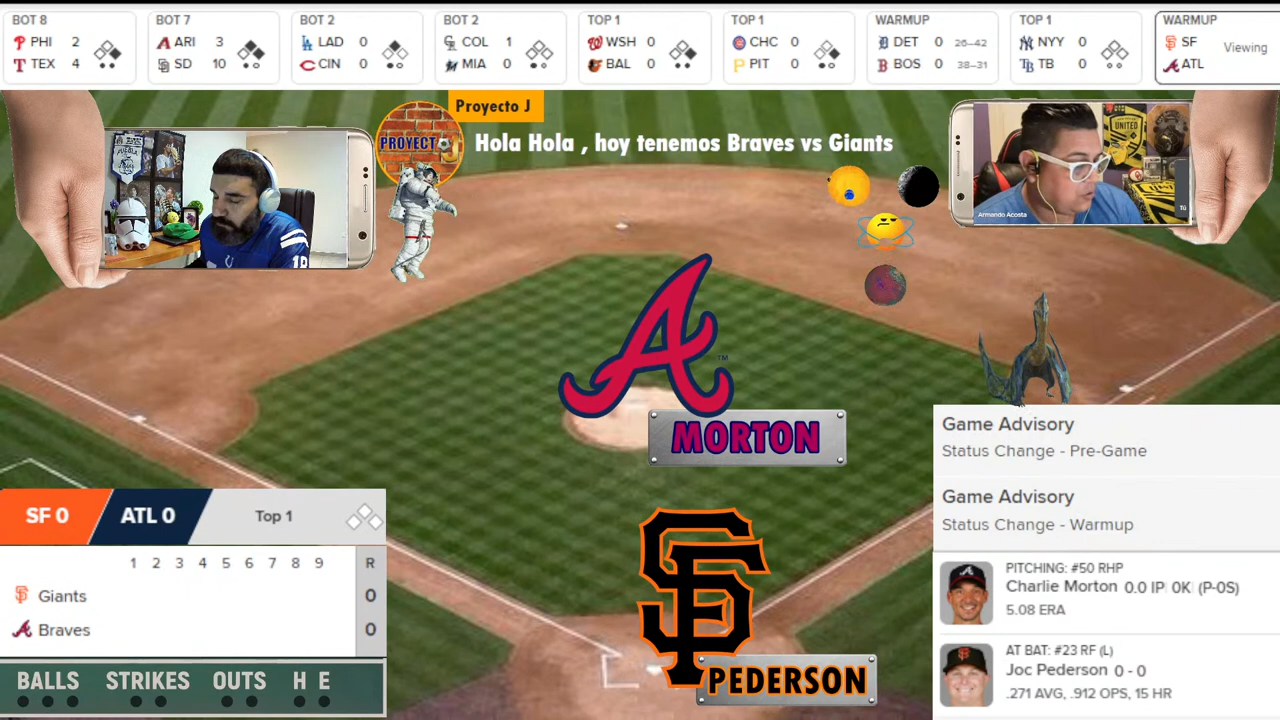 BOT 8
PHI 2
TEX 4
BOT 7
ARI 3
SD 10
BOT 2
LAD 0
CIN 0
BOT 2
COL 1
MIA 0
TOP 1
WSH 0
BAL 0
TOP 1
CHC 0
PIT 0
WARMUP
DET 0 26-42
BOS 0 38-31
TOP 1
NYY 0
TB 0
WARMUP
SF
ATL
Viewing
Proyecto J
PROYECT J
Hola Hola , hoy tenemos Braves vs Giants
UNITED
Armando Acosta
Tú
18
A
TM
MORTON
SF
PEDERSON
SF 0 ATL 0 Top 1
1 2 3 4 5 6 7 8 9 R
Giants 0
Braves 0
BALLS STRIKES OUTS H E
Game Advisory
Status Change - Pre-Game
Game Advisory
Status Change - Warmup
PITCHING: #50 RHP
Charlie Morton 0.0 IP 0K (P-0S)
5.08 ERA
AT BAT: #23 RF (L)
Joc Pederson 0 - 0
.271 AVG, .912 OPS, 15 HR